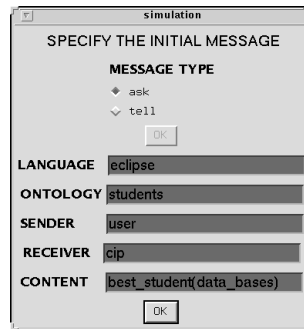 simulation
SPECIFY THE INITIAL MESSAGE
MESSAGE TYPE
ask
tell
OK
LANGUAGE eclipse
ONTOLOGY students
SENDER user
RECEIVER cip
CONTENT best_student(data_bases)
OK